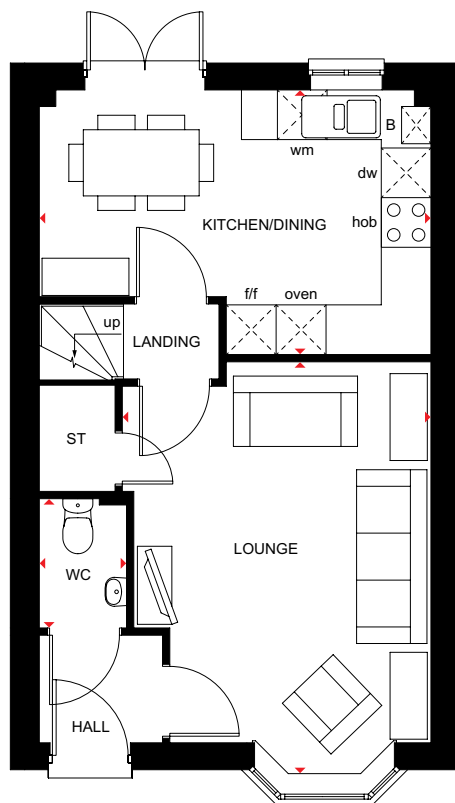 B
wm
dw
KITCHEN/DINING
hob
f/f oven
up
LANDING
ST
LOUNGE
WC
HALL